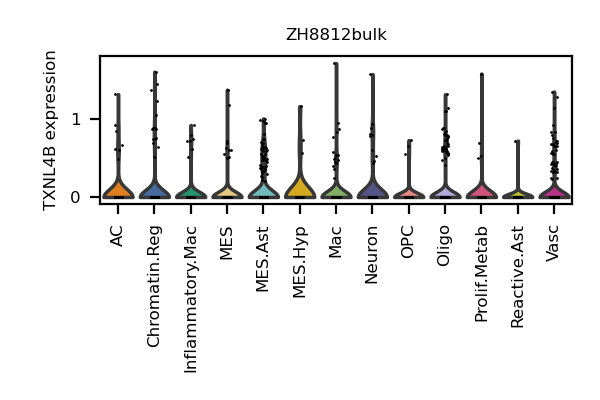 ZH8812bulk
TXNL4B expression
1
0
AC
Chromatin.Reg
Inflammatory.Mac
MES
MES.Ast
MES.Hyp
Mac
Neuron
OPC
Oligo
Prolif.Metab
Reactive.Ast
Vasc